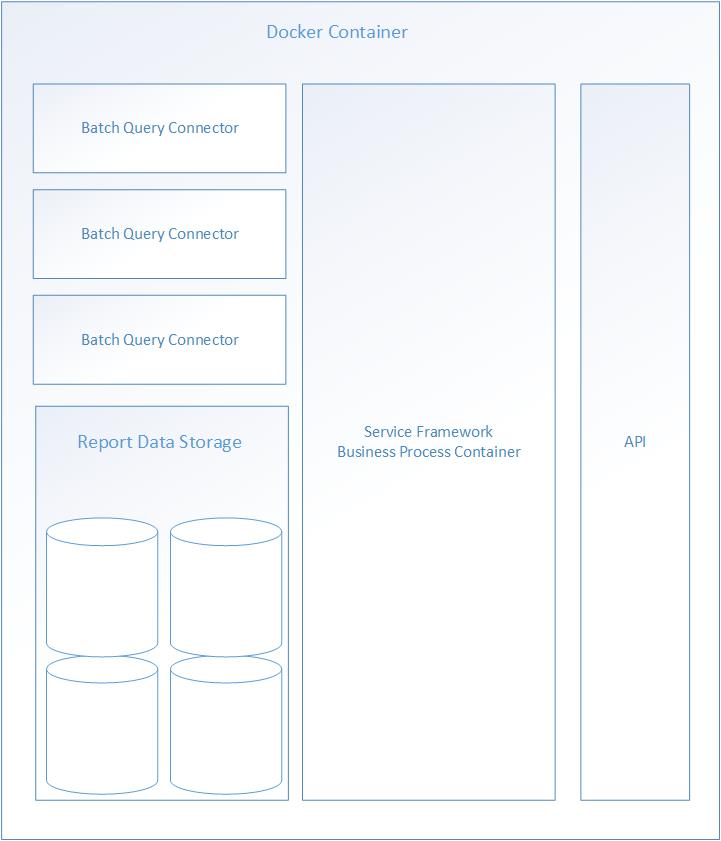 Docker Container
Batch Query Connector
Batch Query Connector
Batch Query Connector
Report Data Storage
Service Framework
Business Process Container
API